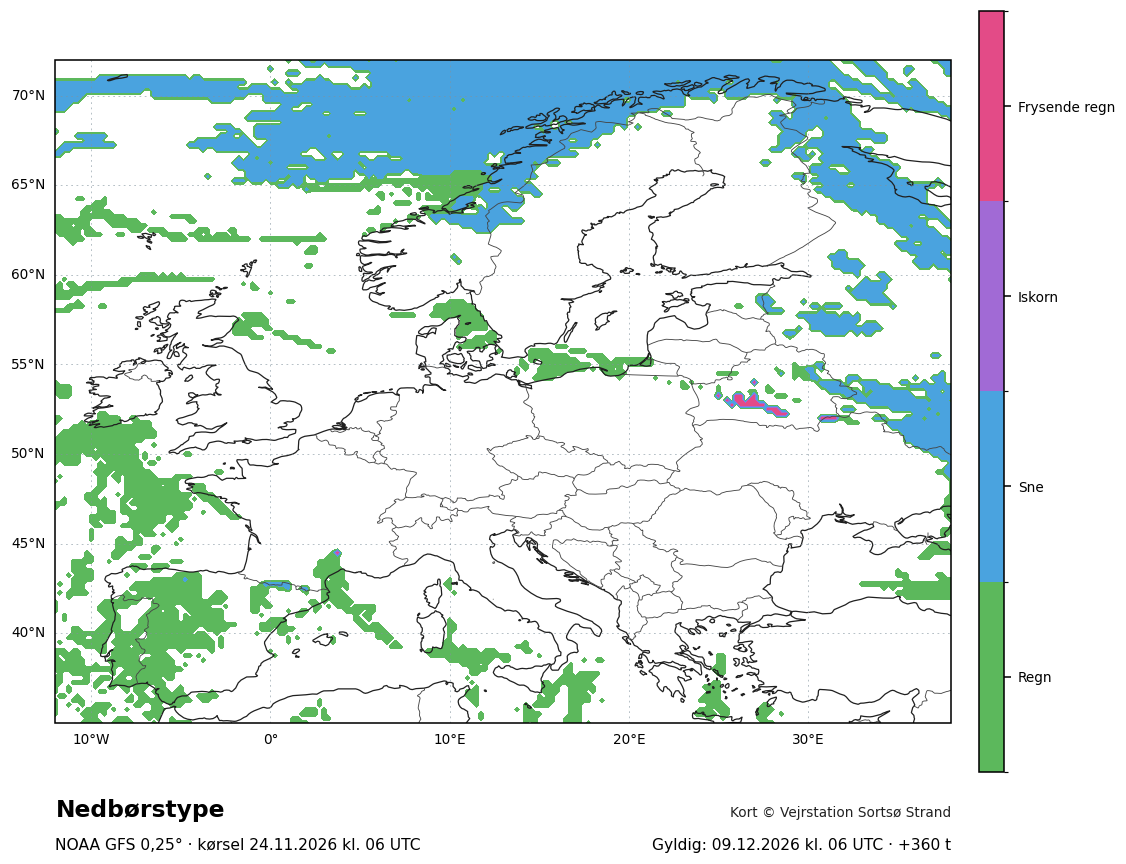 Frysende regn
Iskorn
Sne
Regn
70°N
65°N
60°N
55°N
50°N
45°N
40°N
10°W
0°
10°E
20°E
30°E
Nedbørstype
Kort © Vejrstation Sortsø Strand
NOAA GFS 0,25° · kørsel 24.11.2026 kl. 06 UTC
Gyldig: 09.12.2026 kl. 06 UTC · +360 t